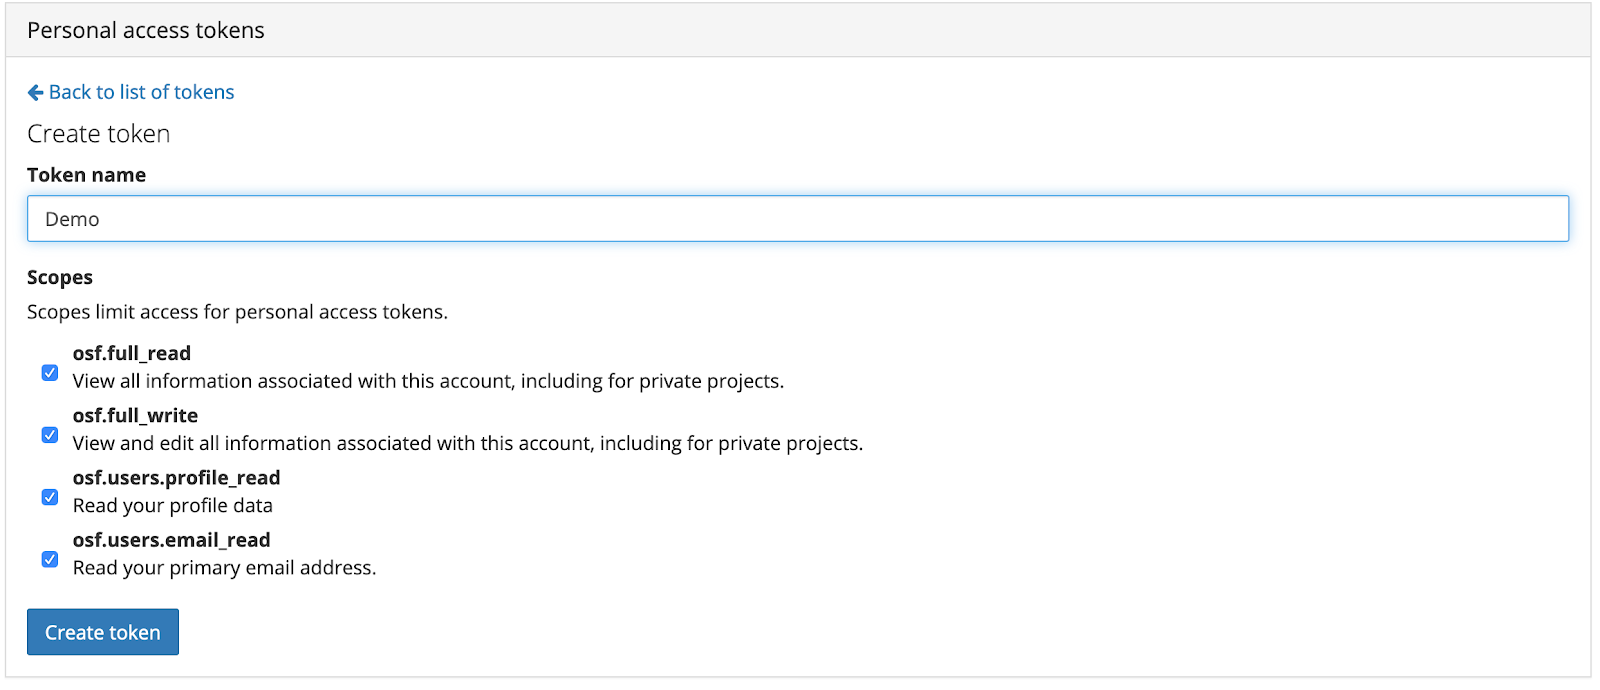 Personal access tokens
Back to list of tokens
Create token
Token name
Demo
Scopes
Scopes limit access for personal access tokens.
osf.full_read
View all information associated with this account, including for private projects.
osf.full_write
View and edit all information associated with this account, including for private projects.
osf.users.profile_read
Read your profile data
osf.users.email_read
Read your primary email address.
Create token